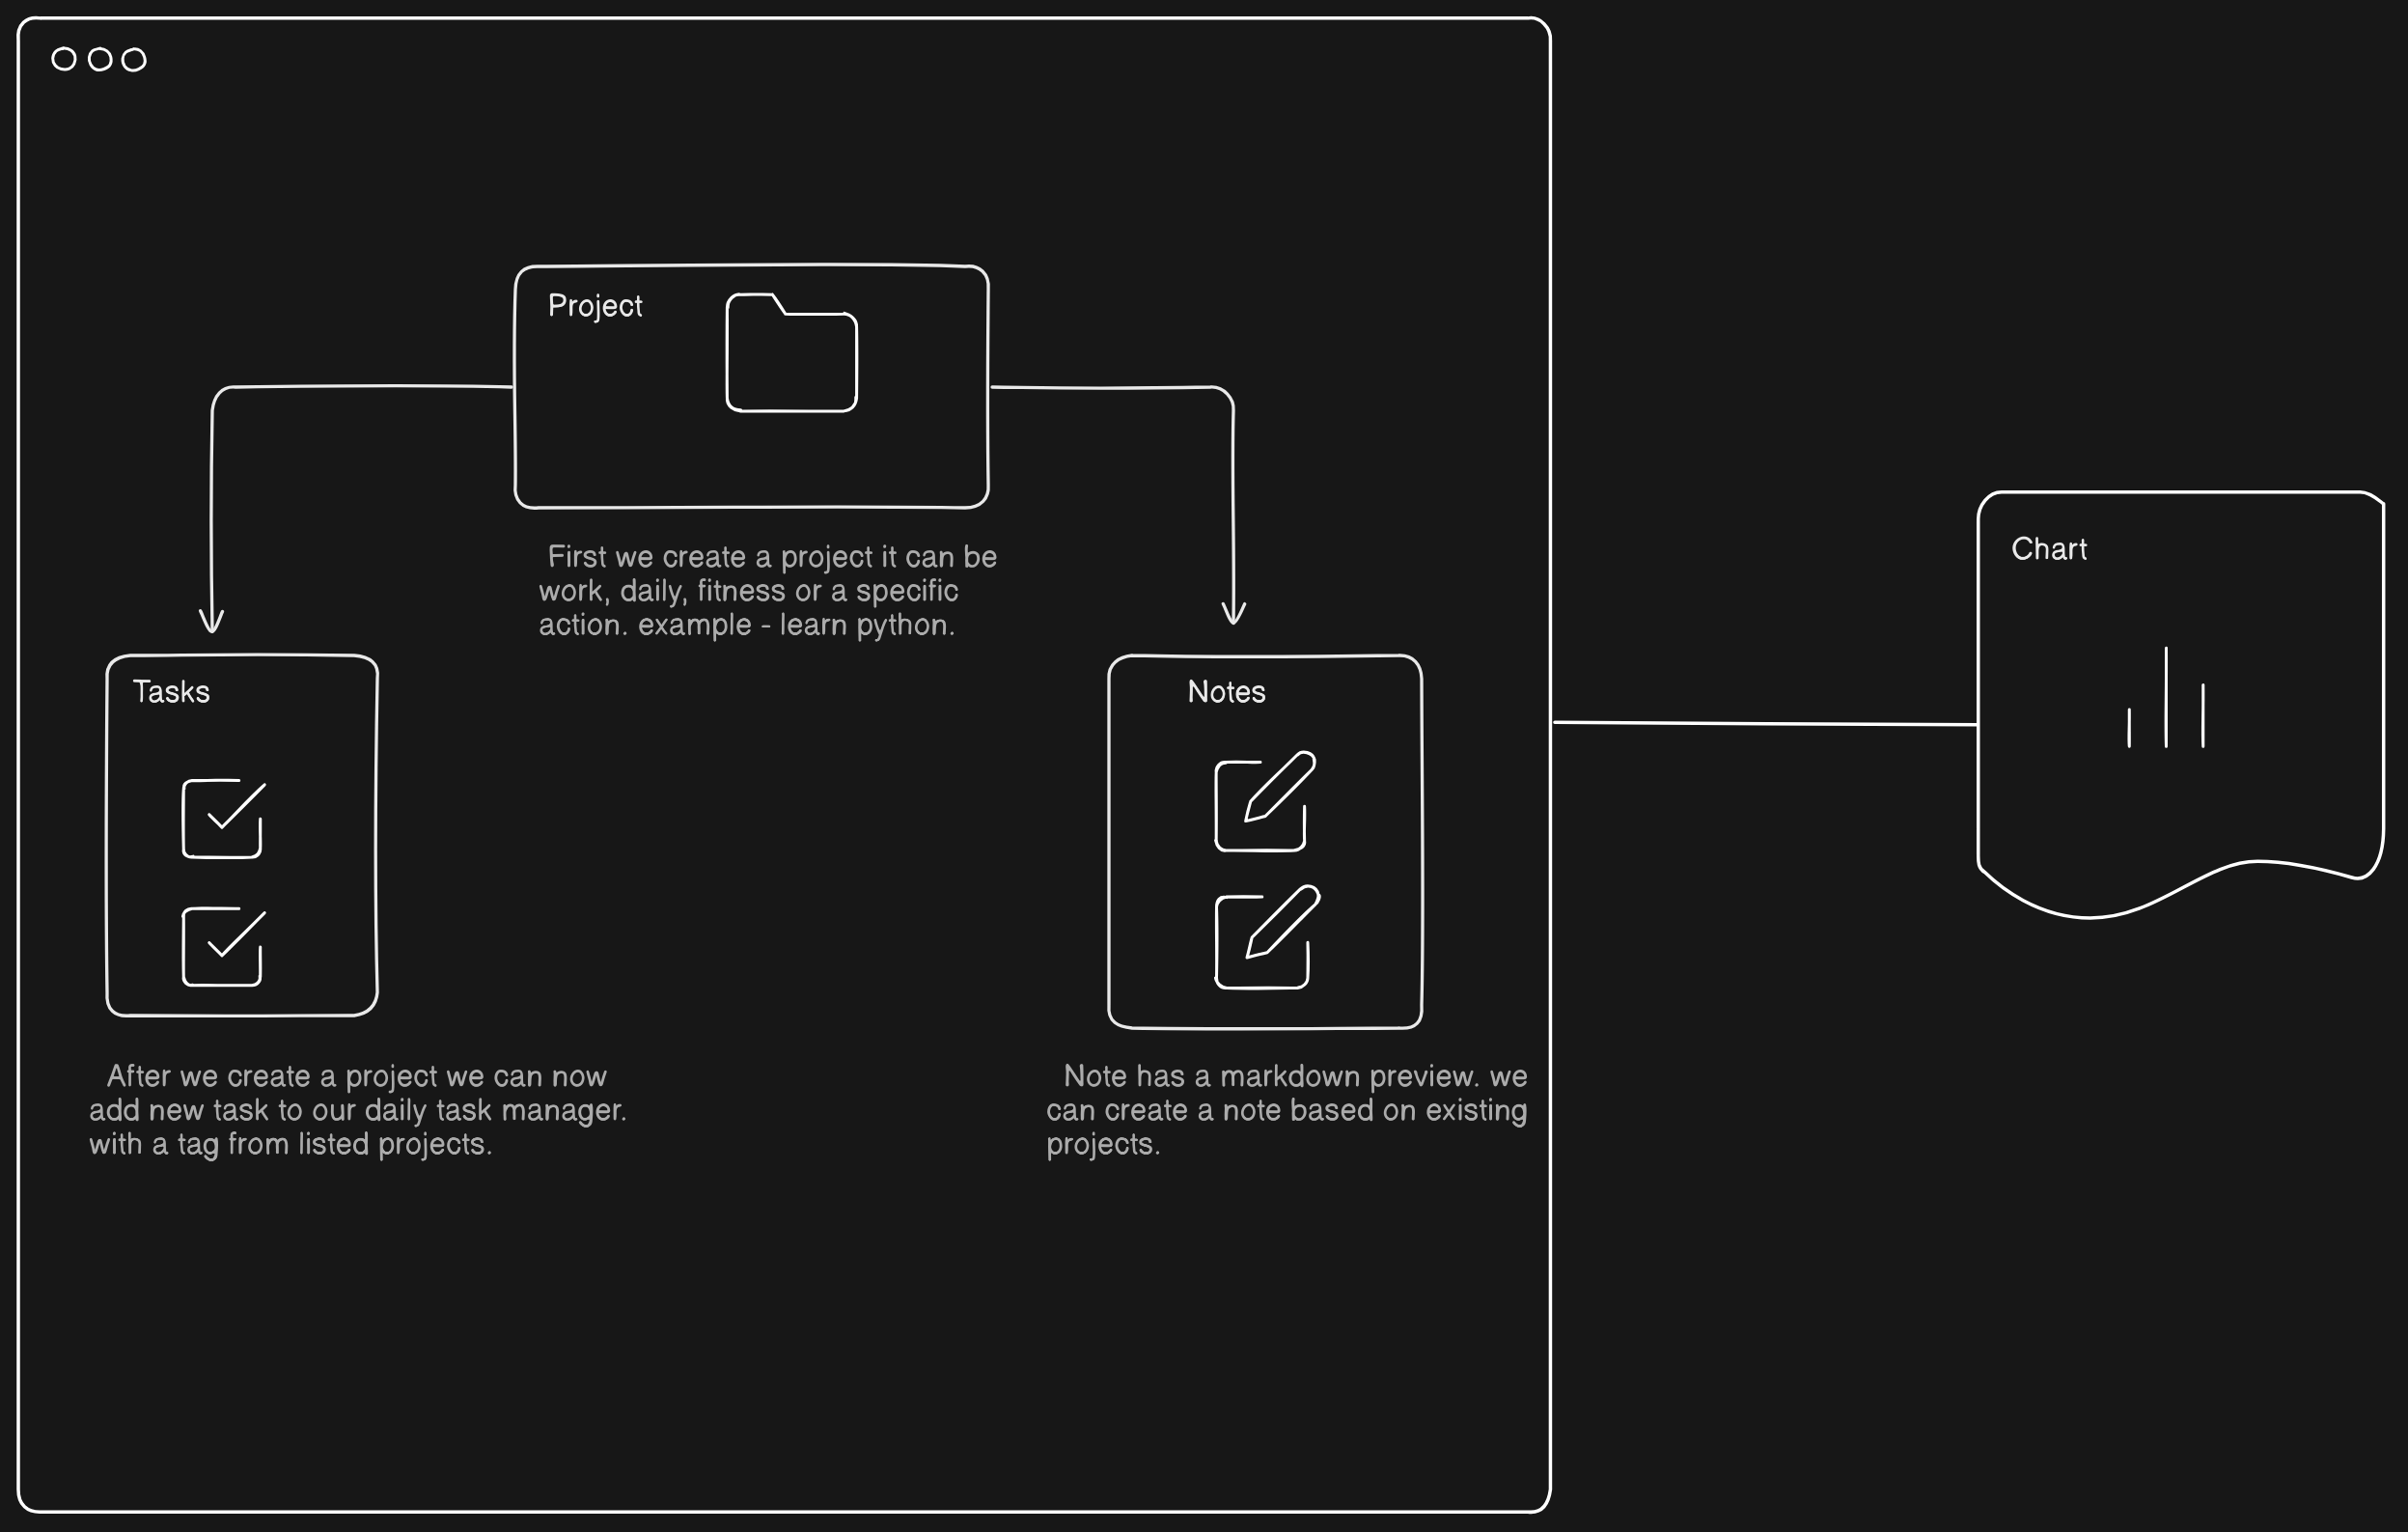 Project
First we create a project it can be
work, daily, fitness or a specific
action. example - learn python.
Tasks
After we create a project we can now
add new task to our daily task manager.
with a tag from listed projects.
Notes
Note has a markdown preview. we
can create a note based on existing
projects.
Chart